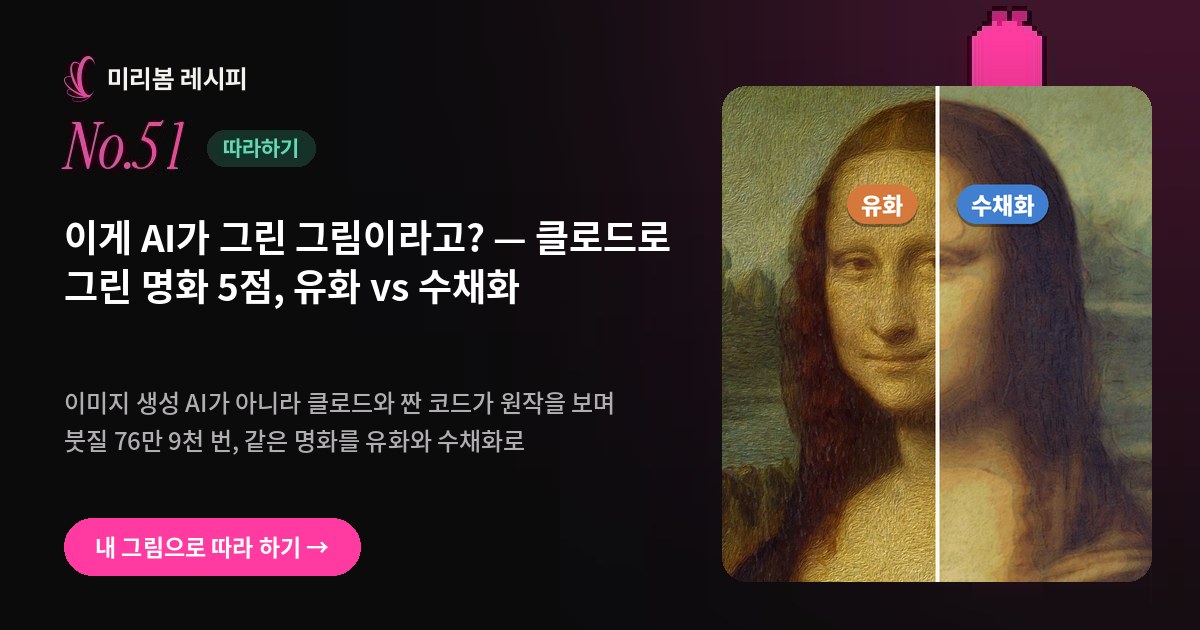 미리봄 레시피
No.51
따라하기
이게 AI가 그린 그림이라고? — 클로드로
그린 명화 5점, 유화 vs 수채화
이미지 생성 AI가 아니라 클로드와 짠 코드가 원작을 보며
붓질 76만 9천 번, 같은 명화를 유화와 수채화로
내 그림으로 따라 하기 →
유화
수채화